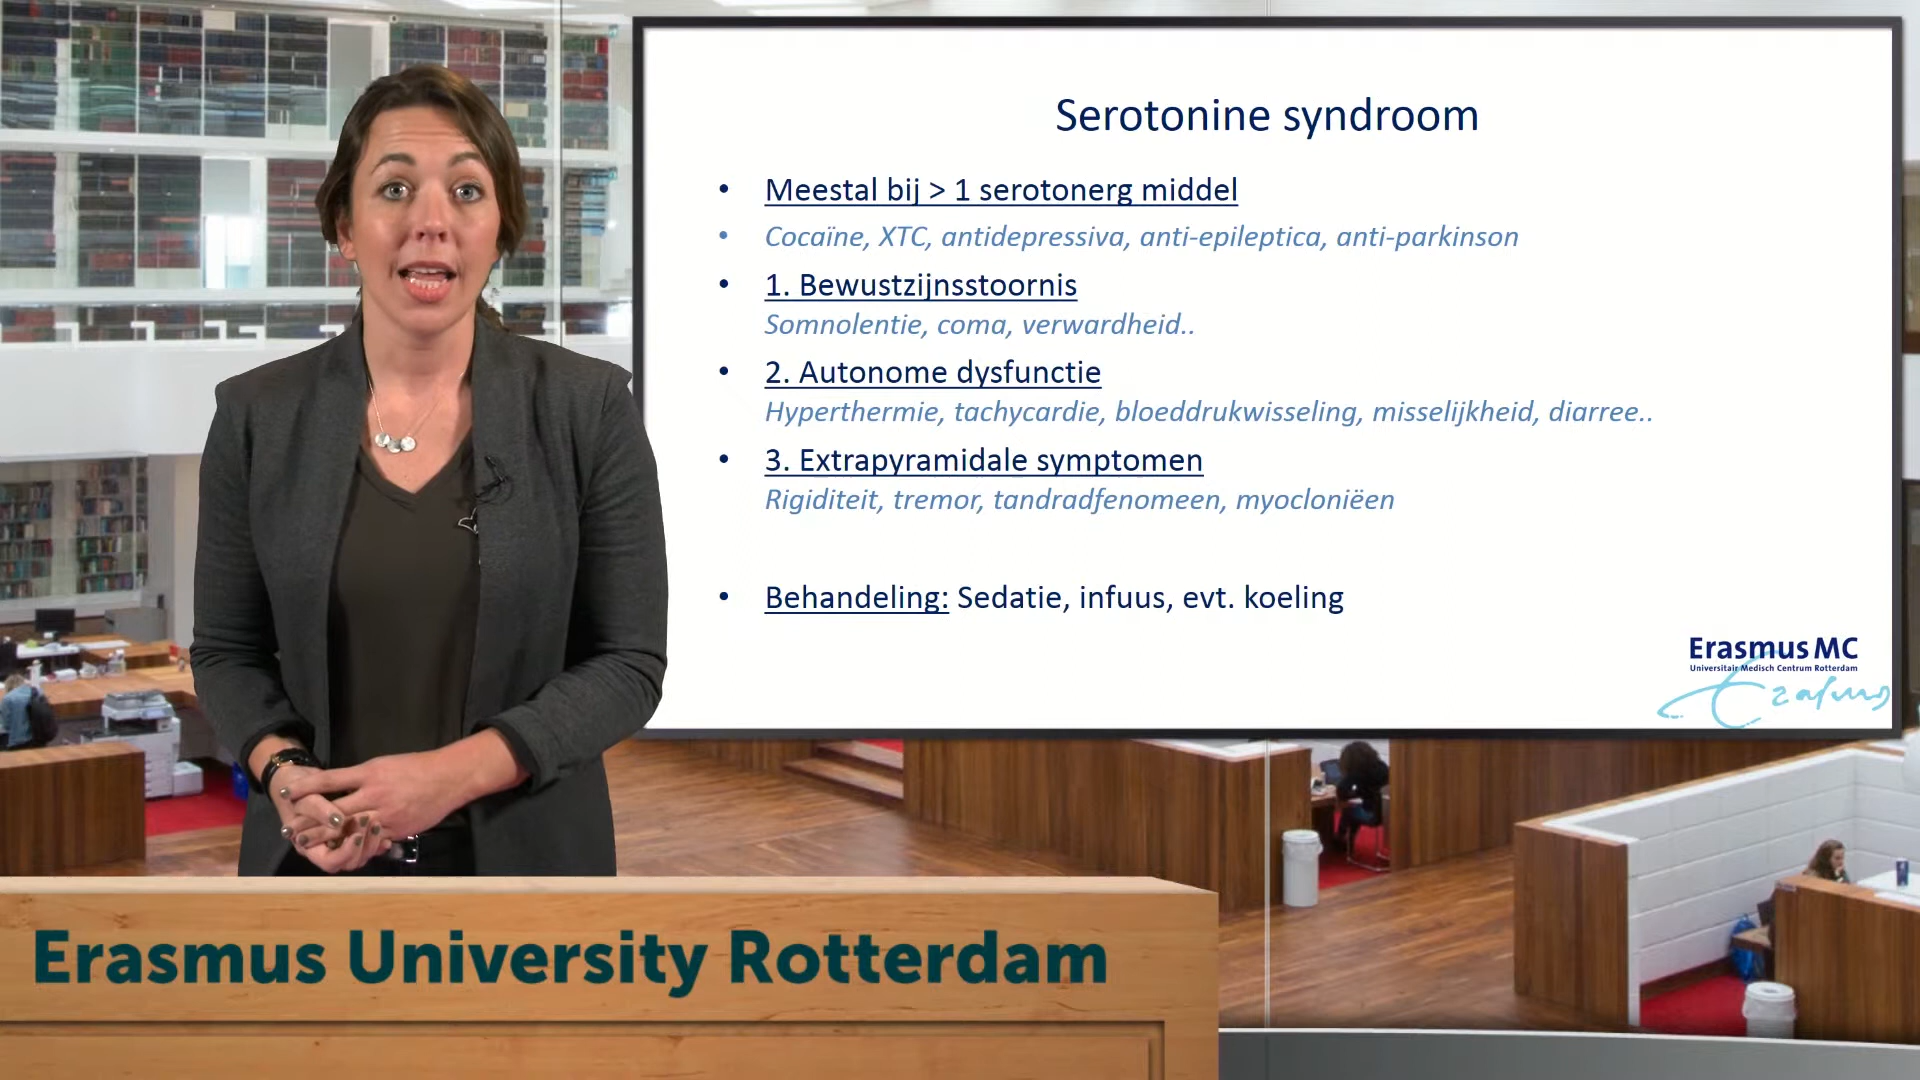 Serotonine syndroom
• Meestal bij > 1 serotonerg middel
• Cocaïne, XTC, antidepressiva, anti-epileptica, anti-parkinson
• 1. Bewustzijnsstoornis
Somnolentie, coma, verwardheid..
• 2. Autonome dysfunctie
Hyperthermie, tachycardie, bloeddrukwisseling, misselijkheid, diarree..
• 3. Extrapyramidale symptomen
Rigiditeit, tremor, tandradfenomeen, myocloniëen
• Behandeling: Sedatie, infuus, evt. koeling
Erasmus MC
Universitair Medisch Centrum Rotterdam
Erasmus
Erasmus University Rotterdam